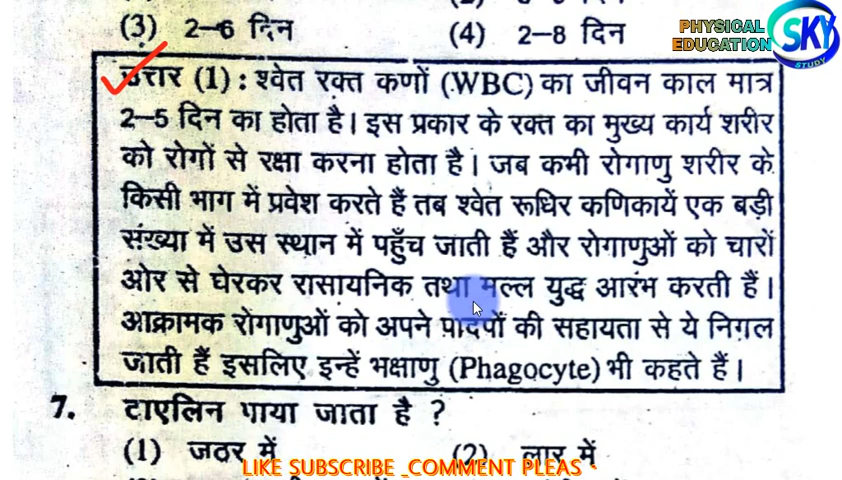 (3) 2–6 दिन
(4) 2–8 दिन
PHYSICAL
EDUCATION
SKY
STUDY
उत्तर (1) : श्वेत रक्त कणों (WBC) का जीवन काल मात्र
2–5 दिन का होता है। इस प्रकार के रक्त का मुख्य कार्य शरीर
को रोगों से रक्षा करना होता है। जब कभी रोगाणु शरीर के
किसी भाग में प्रवेश करते हैं तब श्वेत रूधिर कणिकायें एक बड़ी
संख्या में उस स्थान में पहुँच जाती हैं और रोगाणुओं को चारों
ओर से घेरकर रासायनिक तथा मल्ल युद्ध आरंभ करती हैं।
आक्रामक रोगाणुओं को अपने पादपों की सहायता से ये निगल
जाती हैं इसलिए इन्हें भक्षाणु (Phagocyte) भी कहते हैं।
7. टाएलिन पाया जाता है ?
(1) जठर में (2) लार में
LIKE SUBSCRIBE _COMMENT PLEAS